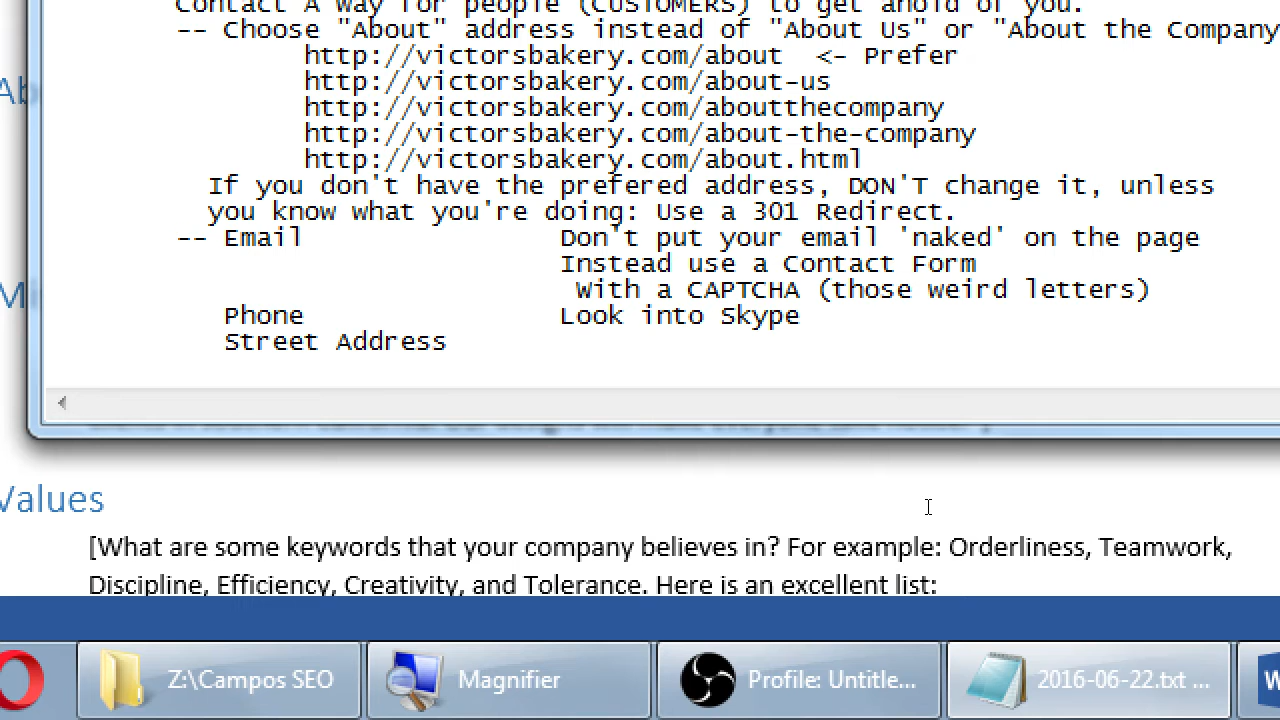 Contact A way for people (CUSTOMERS) to get ahold of you.
-- Choose "About" address instead of "About Us" or "About the Company
http://victorsbakery.com/about <- Prefer
http://victorsbakery.com/about-us
http://victorsbakery.com/aboutthecompany
http://victorsbakery.com/about-the-company
http://victorsbakery.com/about.html
If you don't have the prefered address, DON'T change it, unless
you know what you're doing: Use a 301 Redirect.
-- Email Don't put your email 'naked' on the page
Instead use a Contact Form
With a CAPTCHA (those weird letters)
Phone Look into Skype
Street Address
Ab
Values
[What are some keywords that your company believes in? For example: Orderliness, Teamwork,
Discipline, Efficiency, Creativity, and Tolerance. Here is an excellent list:
Z:\Campos SEO
Magnifier
Profile: Untitle...
2016-06-22.txt ...
W